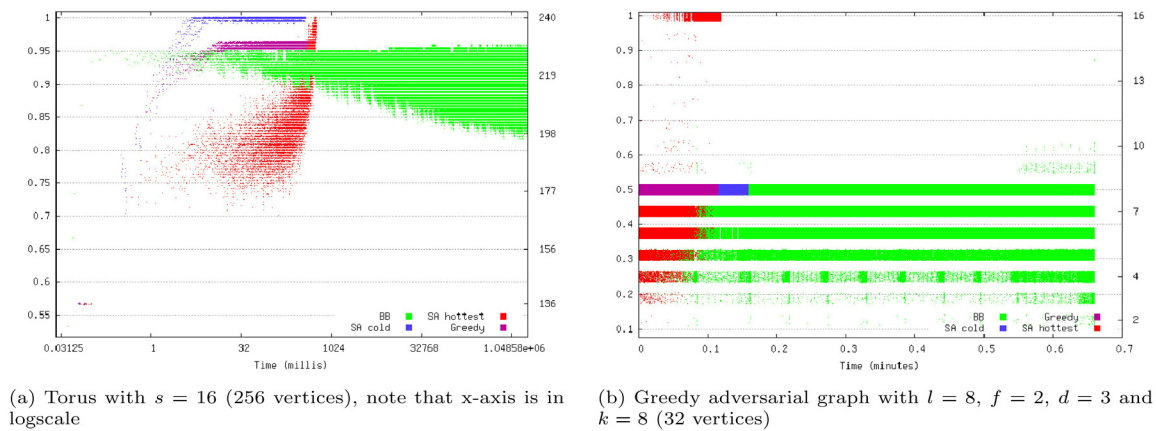 1
0.95
0.9
0.85
0.8
0.75
0.7
0.65
0.6
0.55
240
219
198
177
156
136
BB SA hottest
SA cold Greedy
0.03125 1 32 1024 32768 1.04858e+06
Time (millis)
(a) Torus with s = 16 (256 vertices), note that x-axis is in
logscale
1
0.9
0.8
0.7
0.6
0.5
0.4
0.3
0.2
0.1
16
13
10
7
4
2
BB Greedy
SA cold SA hottest
0 0.1 0.2 0.3 0.4 0.5 0.6 0.7
Time (minutes)
(b) Greedy adversarial graph with l = 8, f = 2, d = 3 and
k = 8 (32 vertices)